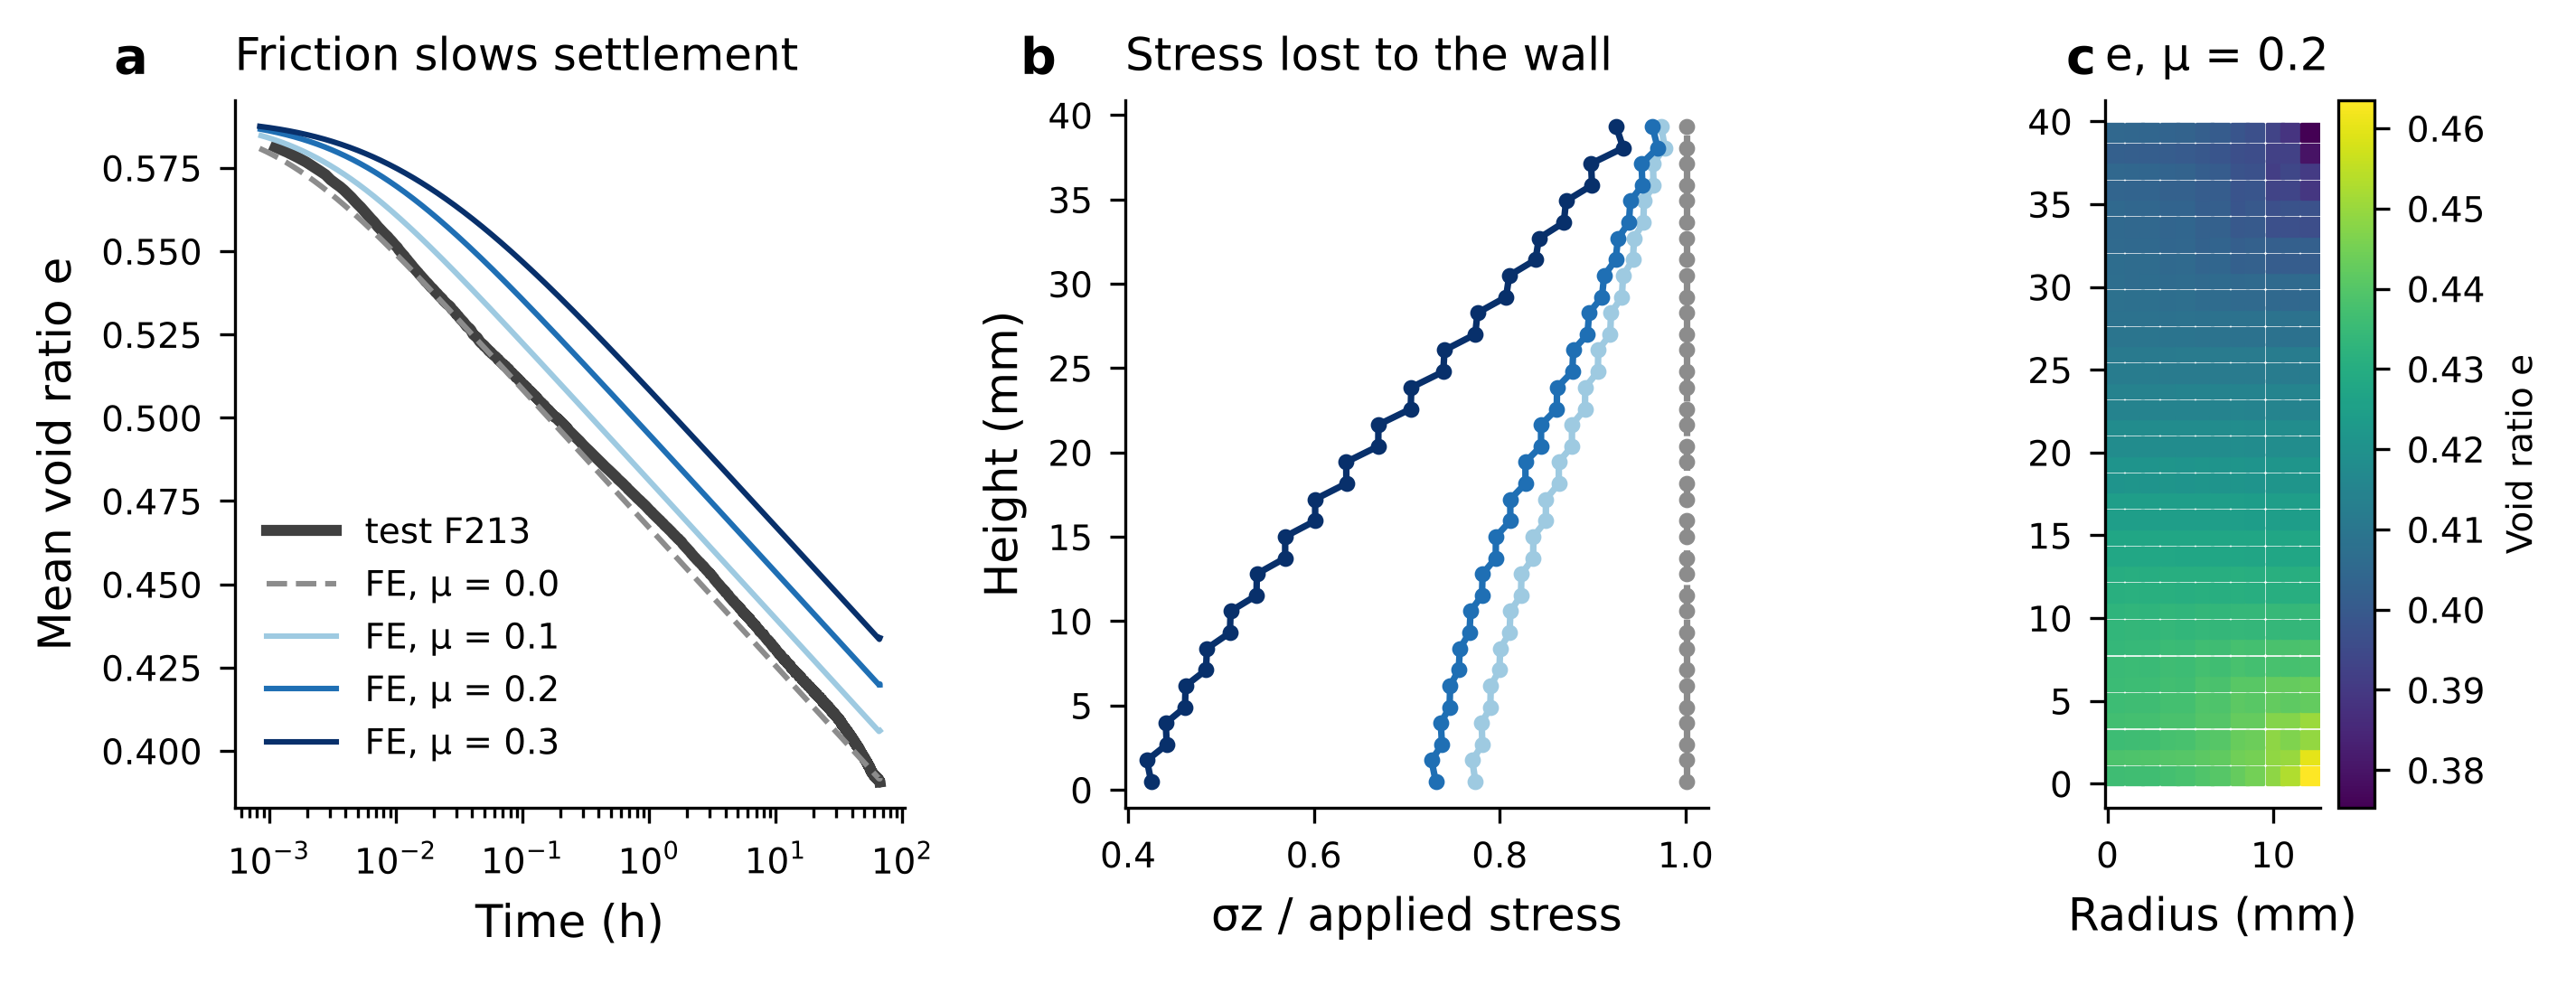 a Friction slows settlement
Mean void ratio e
0.575
0.550
0.525
0.500
0.475
0.450
0.425
0.400
test F213
FE, μ = 0.0
FE, μ = 0.1
FE, μ = 0.2
FE, μ = 0.3
10⁻³ 10⁻² 10⁻¹ 10⁰ 10¹ 10²
Time (h)
b Stress lost to the wall
Height (mm)
40
35
30
25
20
15
10
5
0
0.4 0.6 0.8 1.0
σz / applied stress
c e, μ = 0.2
40
35
30
25
20
15
10
5
0
0 10
Radius (mm)
0.46
0.45
0.44
0.43
0.42
0.41
0.40
0.39
0.38
Void ratio e